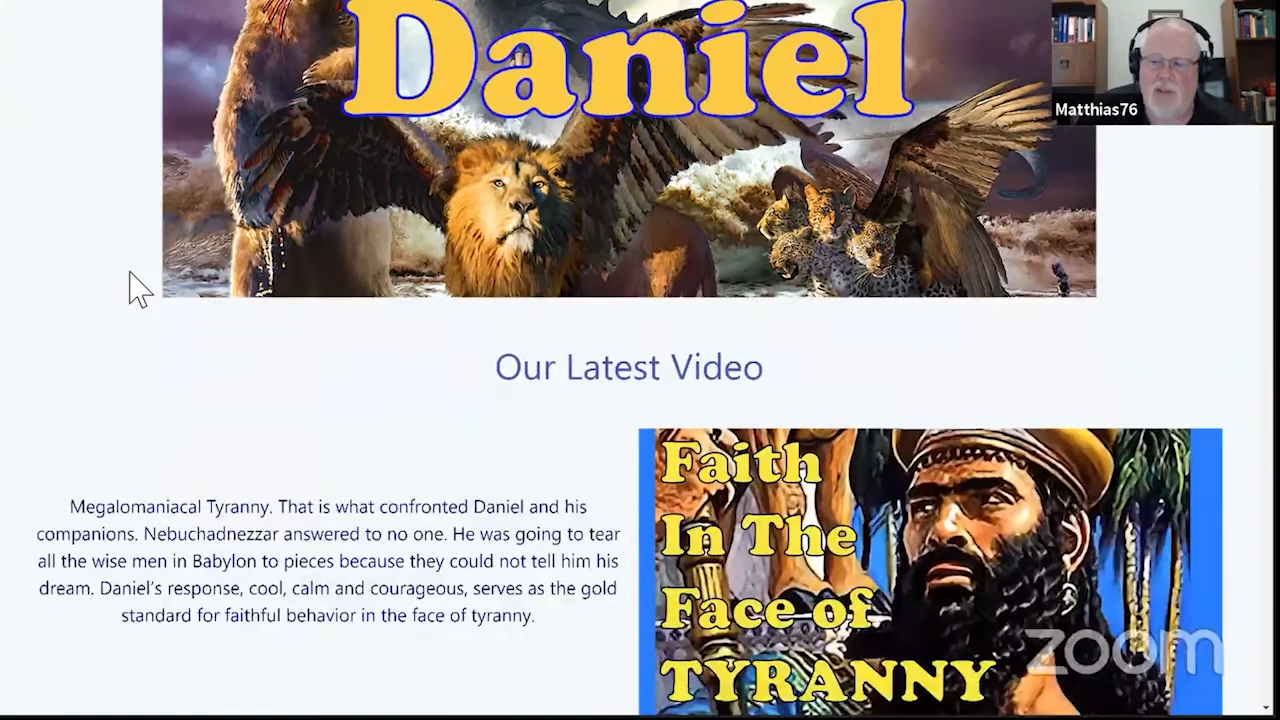 Daniel
Matthias76
Our Latest Video
Megalomaniacal Tyranny. That is what confronted Daniel and his
companions. Nebuchadnezzar answered to no one. He was going to tear
all the wise men in Babylon to pieces because they could not tell him his
dream. Daniel's response, cool, calm and courageous, serves as the gold
standard for faithful behavior in the face of tyranny.
Faith
In The
Face of
TYRANNY
zoom